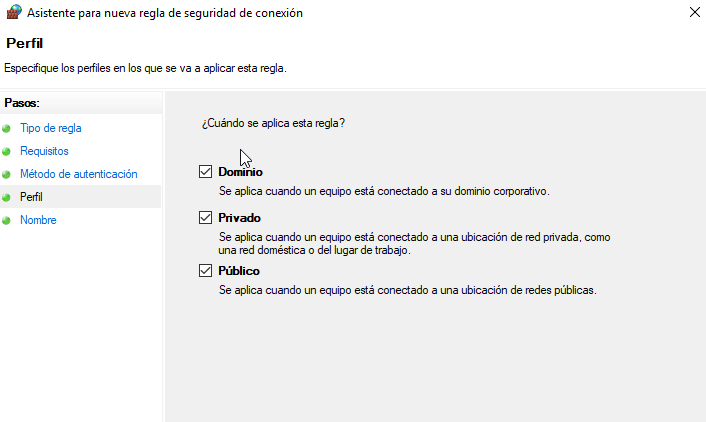 Asistente para nueva regla de seguridad de conexión
Perfil
Especifique los perfiles en los que se va a aplicar esta regla.
Pasos:
Tipo de regla
Requisitos
Método de autenticación
Perfil
Nombre
¿Cuándo se aplica esta regla?
Dominio
Se aplica cuando un equipo está conectado a su dominio corporativo.
Privado
Se aplica cuando un equipo está conectado a una ubicación de red privada, como
una red doméstica o del lugar de trabajo.
Público
Se aplica cuando un equipo está conectado a una ubicación de redes públicas.